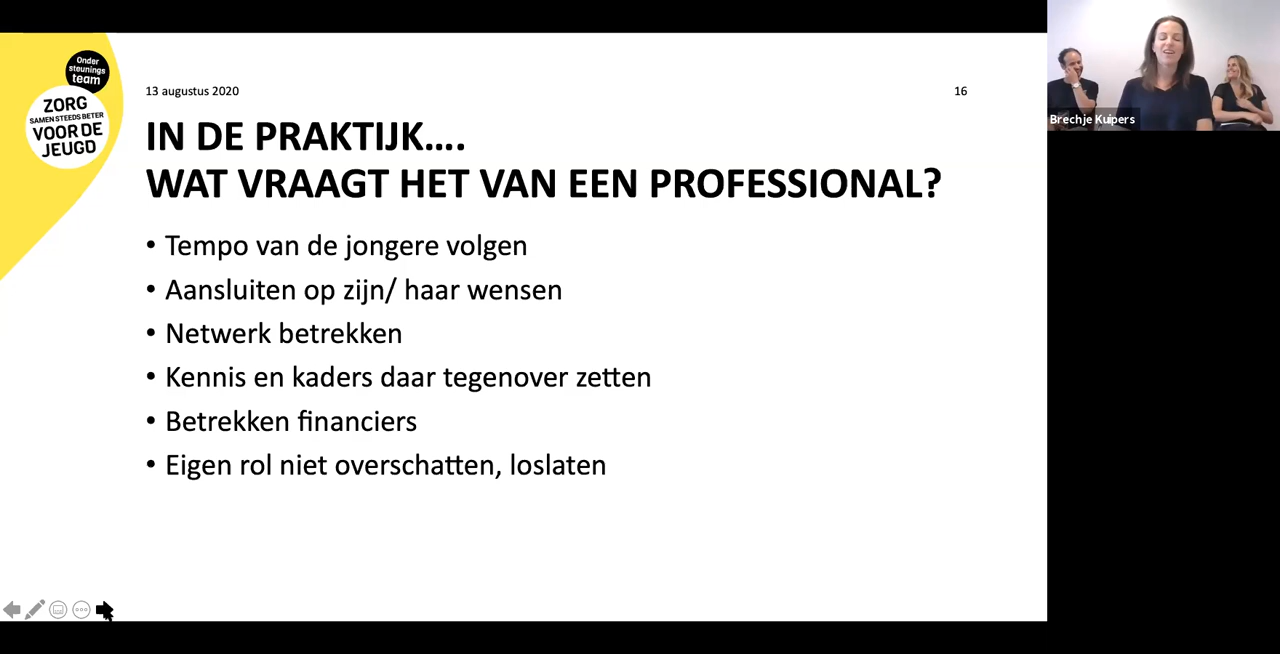 Onder
steunings
team
ZORG
SAMEN STEEDS BETER
VOOR DE
JEUGD
13 augustus 2020
16
IN DE PRAKTIJK….
WAT VRAAGT HET VAN EEN PROFESSIONAL?
• Tempo van de jongere volgen
• Aansluiten op zijn/ haar wensen
• Netwerk betrekken
• Kennis en kaders daar tegenover zetten
• Betrekken financiers
• Eigen rol niet overschatten, loslaten
Brechje Kuipers